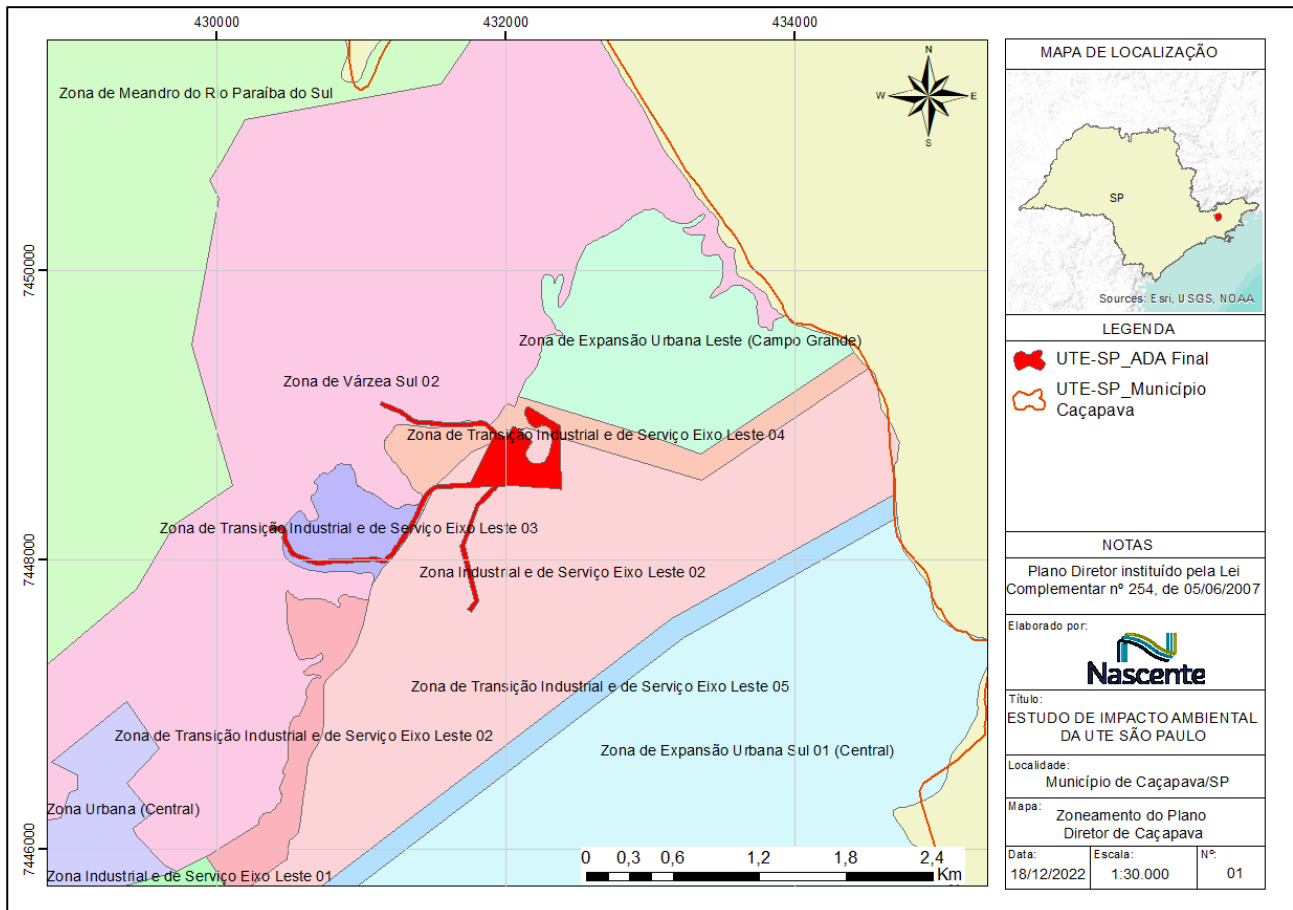 430000
432000
434000
7450000
7448000
7446000
Zona de Meandro do Rio Paraíba do Sul
Zona de Expansão Urbana Leste (Campo Grande)
Zona de Várzea Sul 02
Zona de Transição Industrial e de Serviço Eixo Leste 04
Zona de Transição Industrial e de Serviço Eixo Leste 03
Zona Industrial e de Serviço Eixo Leste 02
Zona de Transição Industrial e de Serviço Eixo Leste 05
Zona de Transição Industrial e de Serviço Eixo Leste 02
Zona de Expansão Urbana Sul 01 (Central)
Zona Urbana (Central)
Zona Industrial e de Serviço Eixo Leste 01
N
W
E
S
0 0,3 0,6 1,2 1,8 2,4
Km
MAPA DE LOCALIZAÇÃO
SP
Sources: Esri, USGS, NOAA
LEGENDA
UTE-SP_ADA Final
UTE-SP_Município
Caçapava
NOTAS
Plano Diretor instituído pela Lei
Complementar nº 254, de 05/06/2007
Elaborado por:
Nascente
Título:
ESTUDO DE IMPACTO AMBIENTAL
DA UTE SÃO PAULO
Localidade:
Município de Caçapava/SP
Mapa:
Zoneamento do Plano
Diretor de Caçapava
Data:
18/12/2022
Escala:
1:30.000
Nº:
01